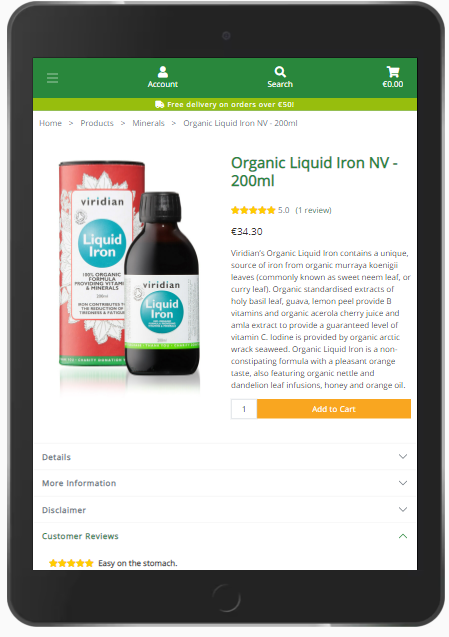 Account
Search
€0.00
Free delivery on orders over €50!
Home > Products > Minerals > Organic Liquid Iron NV - 200ml
Organic Liquid Iron NV -
200ml
5.0 (1 review)
€34.30
Viridian's Organic Liquid Iron contains a unique,
source of iron from organic murraya koenigii
leaves (commonly known as sweet neem leaf, or
curry leaf). Organic standardised extracts of
holy basil leaf, guava, lemon peel provide B
vitamins and organic acerola cherry juice and
amla extract to provide a guaranteed level of
vitamin C. Iodine is provided by organic arctic
wrack seaweed. Organic Liquid Iron is a non-
constipating formula with a pleasant orange
taste, also featuring organic nettle and
dandelion leaf infusions, honey and orange oil.
1
Add to Cart
viridian
Liquid
Iron
100% ORGANIC
FORMULA
PROVIDING VITAMI
& MINERALS
200ml
IRON CONTRIBUTES T
THE REDUCTION OF
TIREDNESS & FATIGU
viridian
Liquid
Iron
Details
More Information
Disclaimer
Customer Reviews
Easy on the stomach.